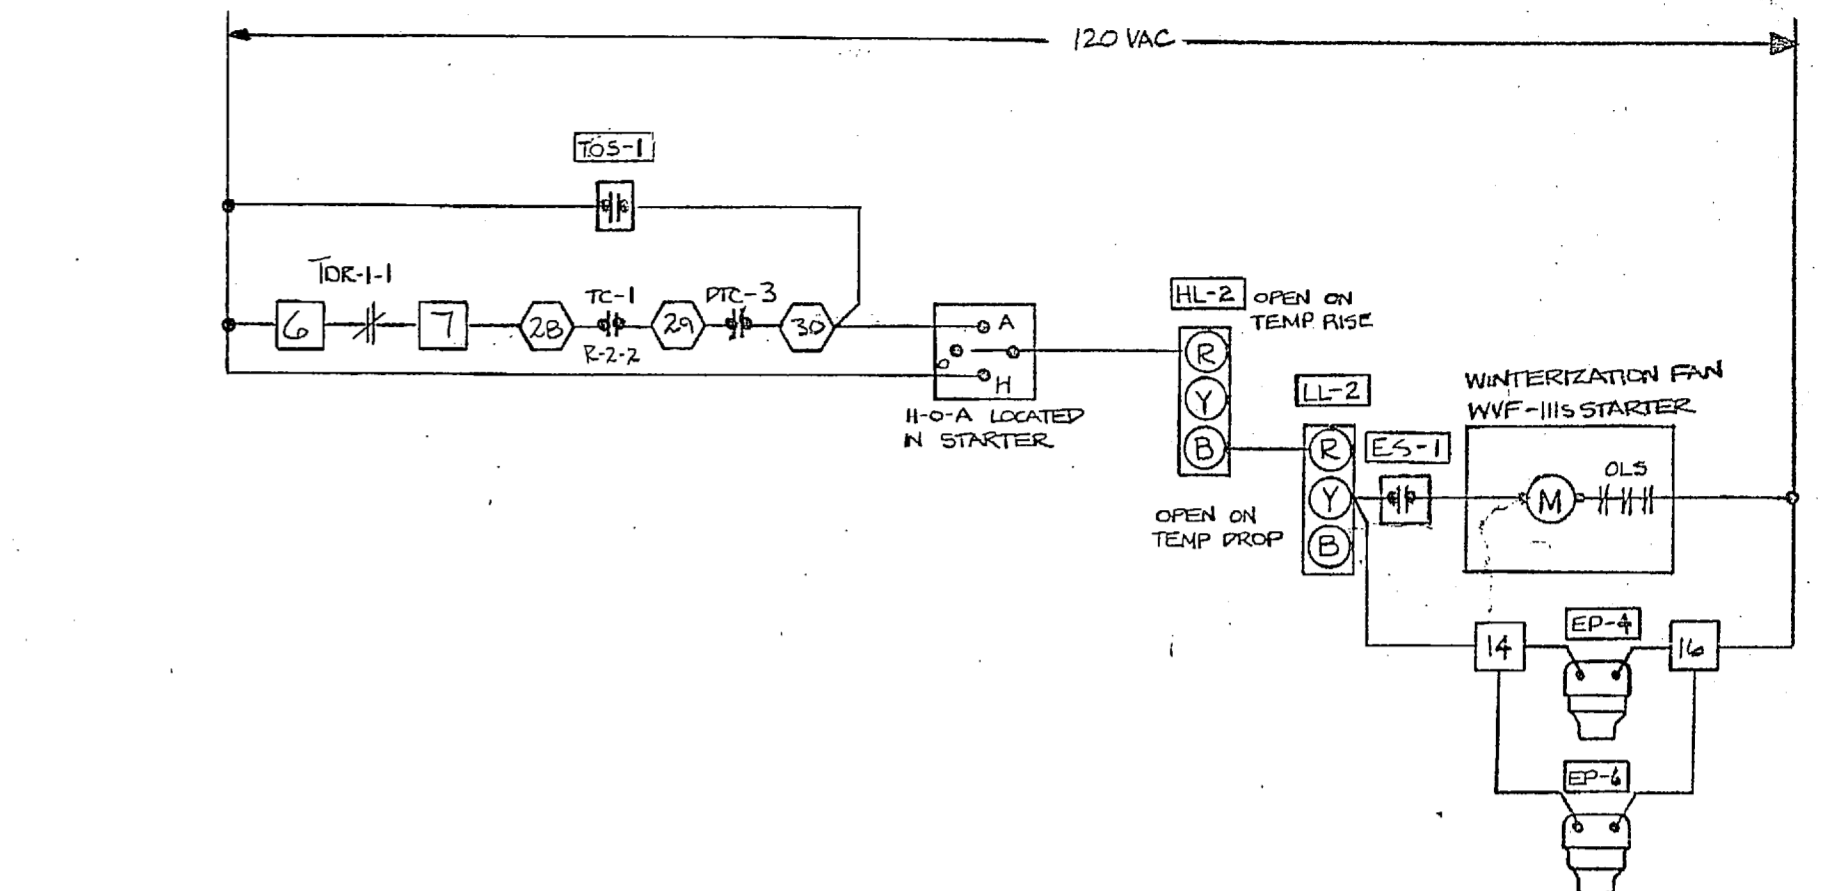 120 VAC
TOS-1
TDR-1-1
6
7
28
TC-1
R-2-2
29
DTC-3
30
A
O
H
H-O-A LOCATED
IN STARTER
HL-2
OPEN ON
TEMP RISE
R
Y
B
LL-2
OPEN ON
TEMP DROP
R
Y
B
ES-1
WINTERIZATION FAN
WVF-111S STARTER
M
OLS
14
EP-4
16
EP-6